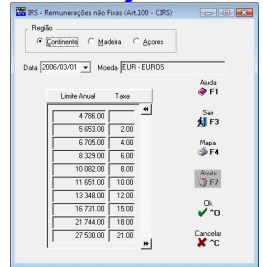 IRS - Remunerações não Fixas (Art.100 - CIRS)
Região
Continente Madeira Açores
Data 2006/03/01 Moeda EUR - EUROS
Limite Anual Taxa
4 786.00
5 653.00 2.00
6 705.00 4.00
8 329.00 6.00
10 082.00 8.00
11 651.00 10.00
13 348.00 12.00
16 731.00 15.00
21 744.00 18.00
27 530.00 21.00
Ajuda
F1
Sair
F3
Mapa
F4
Anula
F7
Ok
^O
Cancelar
^C